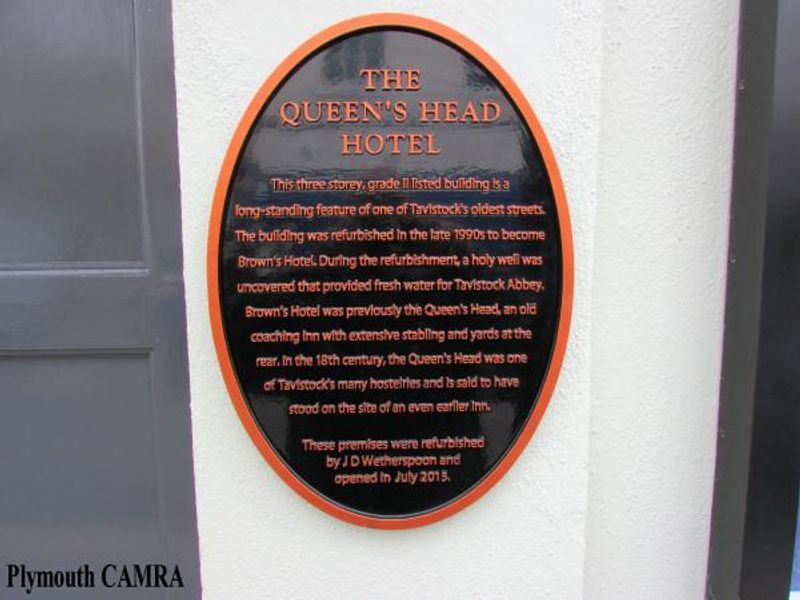 THE
QUEEN'S HEAD
HOTEL
This three storey, grade II listed building is a
long-standing feature of one of Tavistock's oldest streets.
The building was refurbished in the late 1990s to become
Brown's Hotel. During the refurbishment, a holy well was
uncovered that provided fresh water for Tavistock Abbey.
Brown's Hotel was previously the Queen's Head, an old
coaching inn with extensive stabling and yards at the
rear. In the 18th century, the Queen's Head was one
of Tavistock's many hostelries and is said to have
stood on the site of an even earlier inn.
These premises were refurbished
by J D Wetherspoon and
opened in July 2013.
Plymouth CAMRA